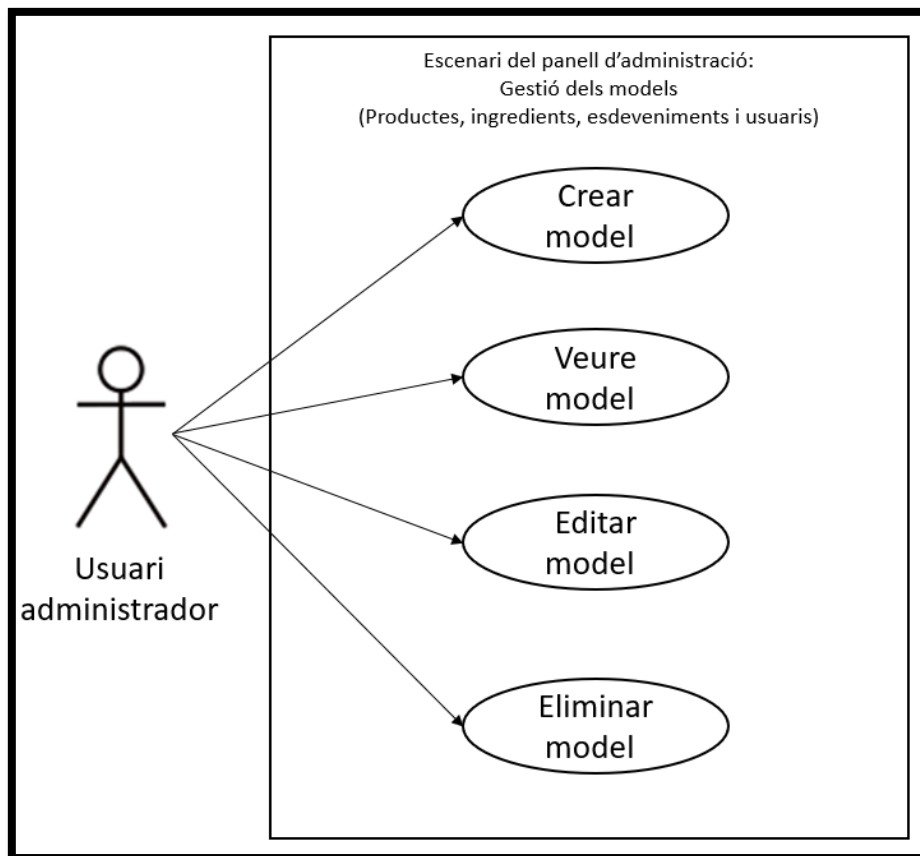 Escenari del panell d’administració:
Gestió dels models
(Productes, ingredients, esdeveniments i usuaris)
Crear
model
Veure
model
Editar
model
Eliminar
model
Usuari
administrador